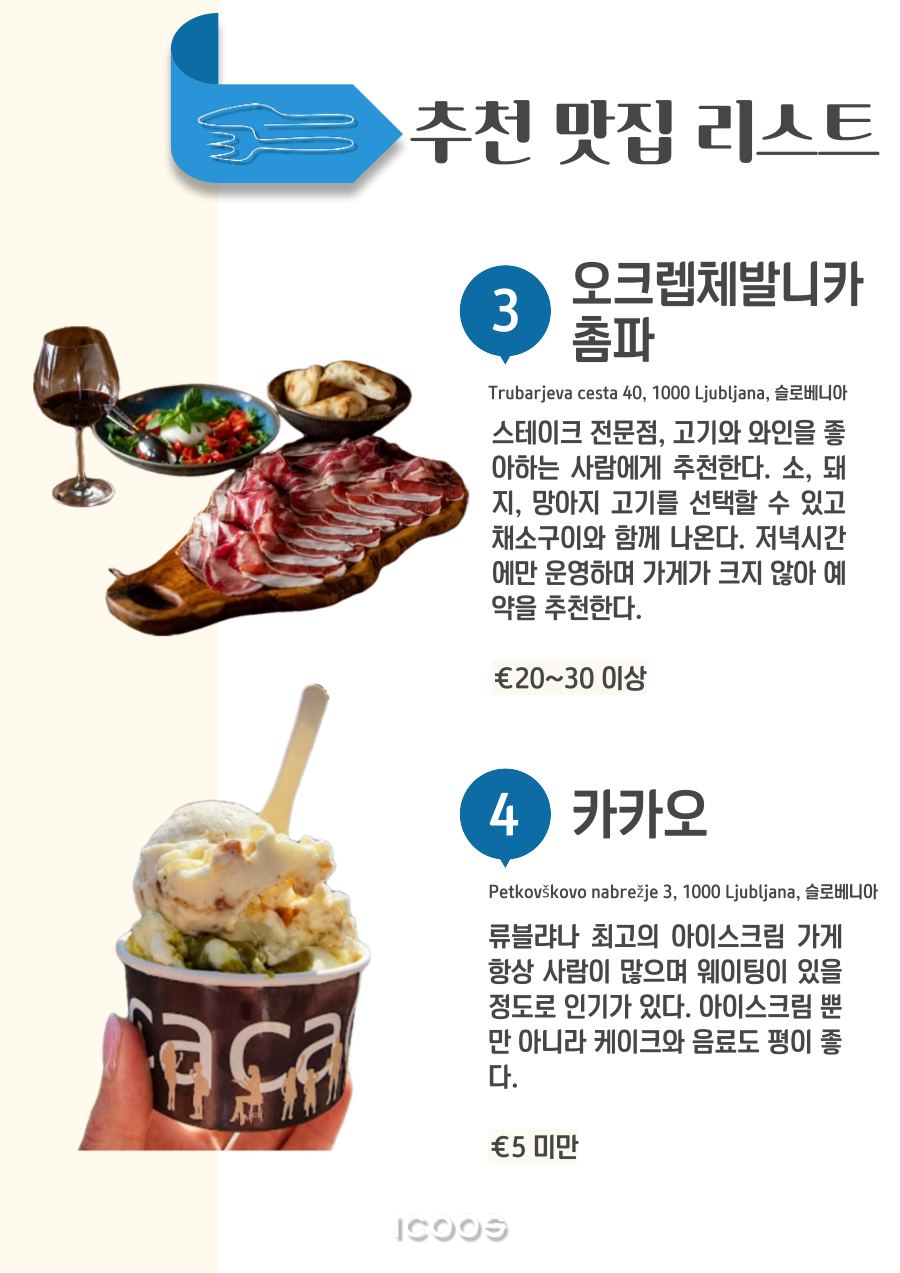 추천 맛집 리스트
3
오크렙체발니카
촘파
Trubarjeva cesta 40, 1000 Ljubljana, 슬로베니아
스테이크 전문점, 고기와 와인을 좋
아하는 사람에게 추천한다. 소, 돼
지, 망아지 고기를 선택할 수 있고
채소구이와 함께 나온다. 저녁시간
에만 운영하며 가게가 크지 않아 예
약을 추천한다.
€20~30 이상
4
카카오
Petkovškovo nabrežje 3, 1000 Ljubljana, 슬로베니아
류블랴나 최고의 아이스크림 가게
항상 사람이 많으며 웨이팅이 있을
정도로 인기가 있다. 아이스크림 뿐
만 아니라 케이크와 음료도 평이 좋
다.
caca
€5 미만
ICOOS